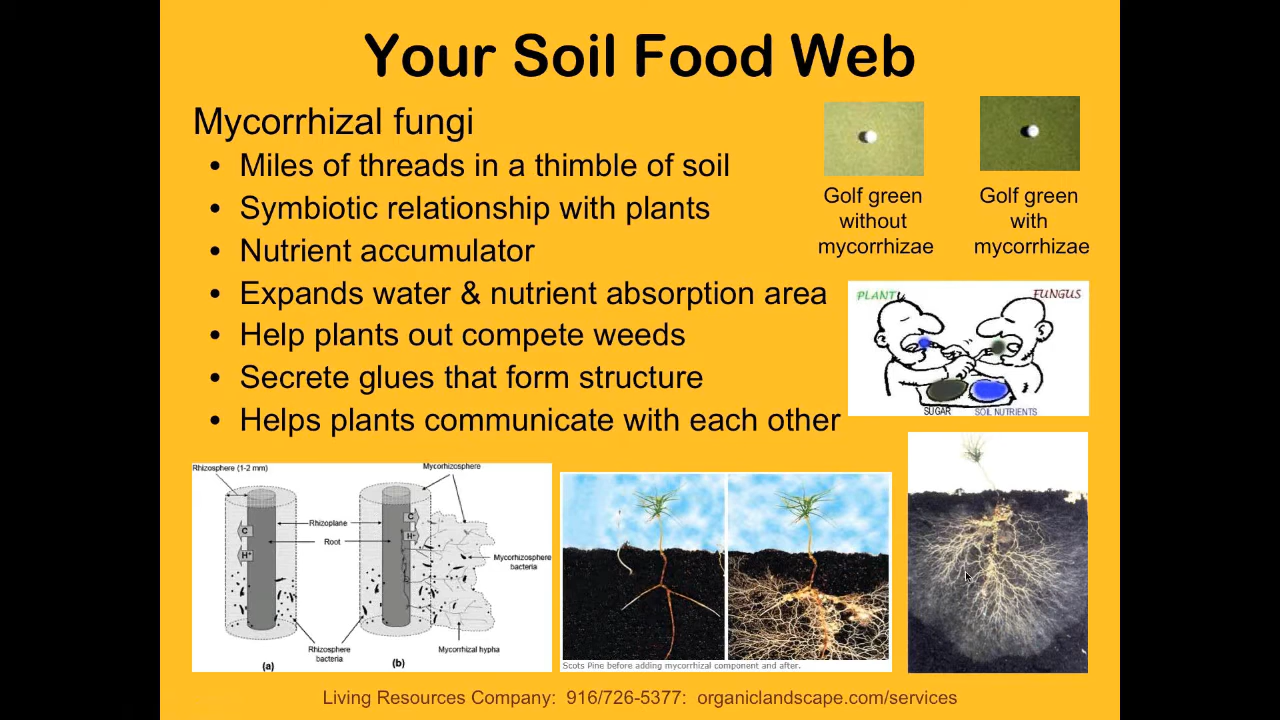 Your Soil Food Web
Mycorrhizal fungi
• Miles of threads in a thimble of soil
• Symbiotic relationship with plants
• Nutrient accumulator
• Expands water & nutrient absorption area
• Help plants out compete weeds
• Secrete glues that form structure
• Helps plants communicate with each other
Golf green
without
mycorrhizae
Golf green
with
mycorrhizae
PLANT
FUNGUS
SUGAR
SOIL NUTRIENTS
Rhizosphere (1-2 mm)
Mycorhizosphere
C
C
Rhizoplane
H+
H+
Root
Mycorhizosphere
bacteria
Rhizosphere
bacteria
Mycorrhizal hypha
(a)
(b)
Scots Pine before adding mycorrhizal component and after.
Living Resources Company: 916/726-5377: organiclandscape.com/services